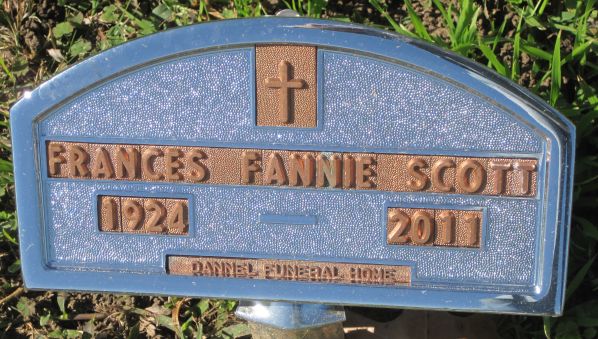 FRANCES FANNIE SCOTT
1924 – 2011
DANNEL FUNERAL HOME